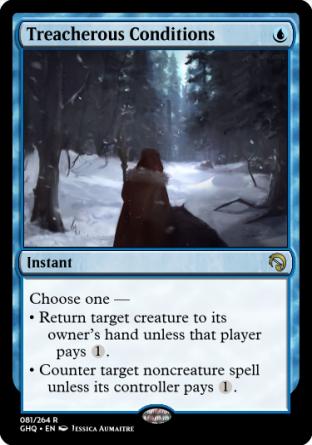 Treacherous Conditions
Instant
Choose one —
• Return target creature to its
owner's hand unless that player
pays 1.
• Counter target noncreature spell
unless its controller pays 1.
081/264 R
GHQ • EN Jessica Aumaitre